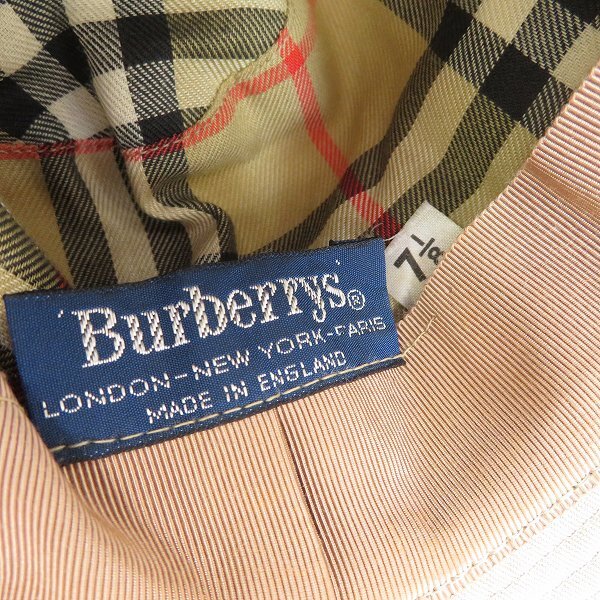 Burberrys®
LONDON-NEW YORK-PARIS
MADE IN ENGLAND
7 1/8